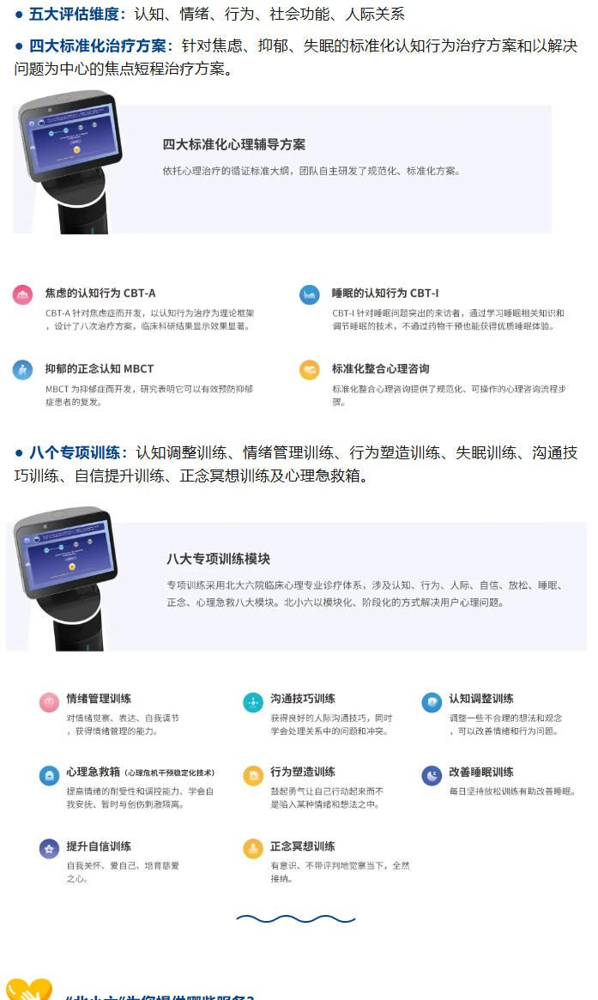 ● 五大评估维度：认知、情绪、行为、社会功能、人际关系
● 四大标准化治疗方案：针对焦虑、抑郁、失眠的标准化认知行为治疗方案和以解决
问题为中心的焦点短程治疗方案。
四大标准化心理辅导方案
依托心理治疗的循证标准大纲，团队自主研发了规范化、标准化方案。
焦虑的认知行为 CBT-A
CBT-A 针对焦虑症而开发，以认知行为治疗为理论框架
，设计了八次治疗方案，临床科研结果显示效果显著。
睡眠的认知行为 CBT-I
CBT-I 针对睡眠问题突出的来访者，通过学习睡眠相关知识和
调节睡眠的技术，不通过药物干预也能获得优质睡眠体验。
抑郁的正念认知 MBCT
MBCT 为抑郁症而开发，研究表明它可以有效预防抑郁
症患者的复发。
标准化整合心理咨询
标准化整合心理咨询提供了规范化、可操作的心理咨询流程步
骤。
● 八个专项训练：认知调整训练、情绪管理训练、行为塑造训练、失眠训练、沟通技
巧训练、自信提升训练、正念冥想训练及心理急救箱。
八大专项训练模块
专项训练采用北大六院临床心理专业诊疗体系，涉及认知、行为、人际、自信、放松、睡眠、
正念、心理急救八大模块。北小六以模块化、阶段化的方式解决用户心理问题。
情绪管理训练
对情绪觉察、表达、自我调节
，获得情绪管理的能力。
沟通技巧训练
获得良好的人际沟通技巧，同时
学会处理关系中的问题和冲突。
认知调整训练
调整一些不合理的想法和观念
，可以改善情绪和行为问题。
心理急救箱（心理危机干预稳定化技术）
提高情绪的耐受性和调控能力、学会自
我安抚、暂时与创伤刺激隔离。
行为塑造训练
鼓起勇气让自己行动起来而不
是陷入某种情绪和想法之中。
改善睡眠训练
每日坚持放松训练有助改善睡眠。
提升自信训练
自我关怀、爱自己、培育慈爱
之心。
正念冥想训练
有意识、不带评判地觉察当下，全然
接纳。
“北小六”为您提供哪些服务？